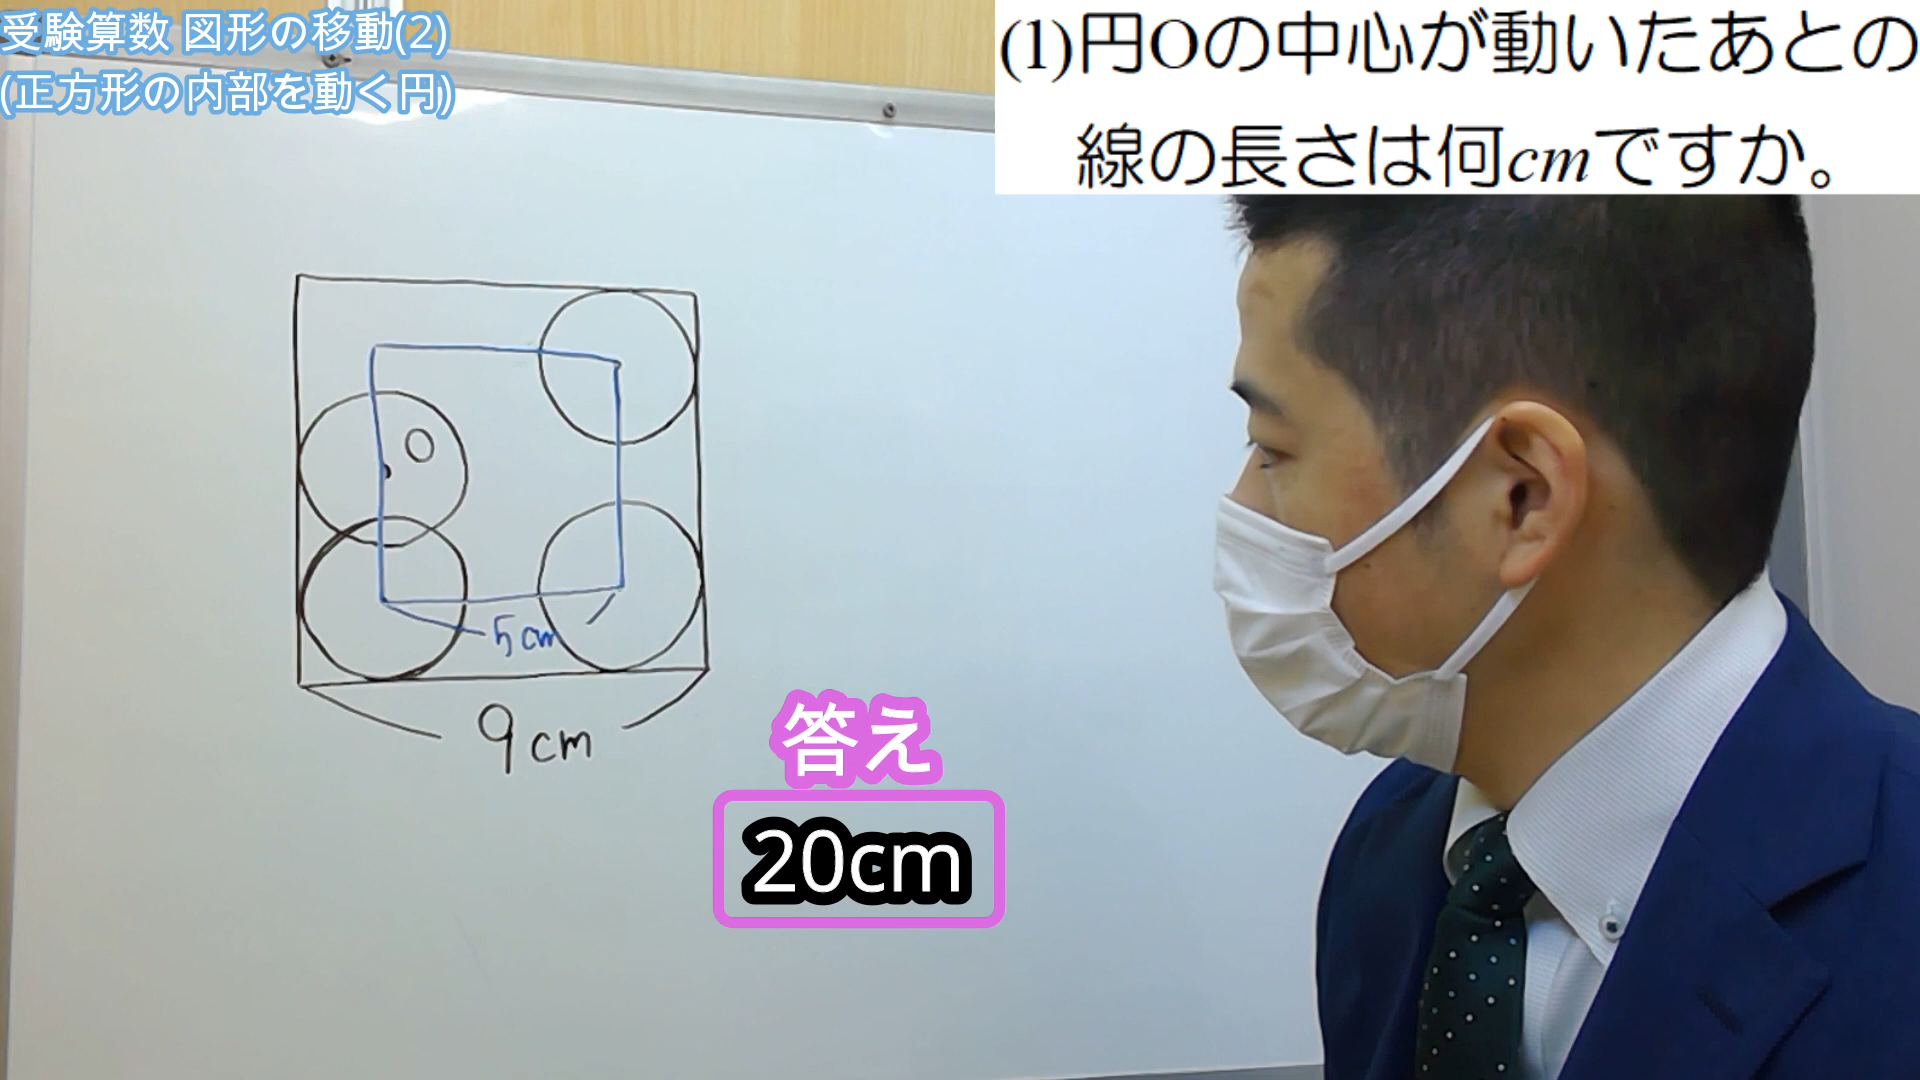 受験算数 図形の移動(2)
(正方形の内部を動く円)
(1)円Oの中心が動いたあとの
線の長さは何cmですか。
O
5cm
9cm
答え
20cm